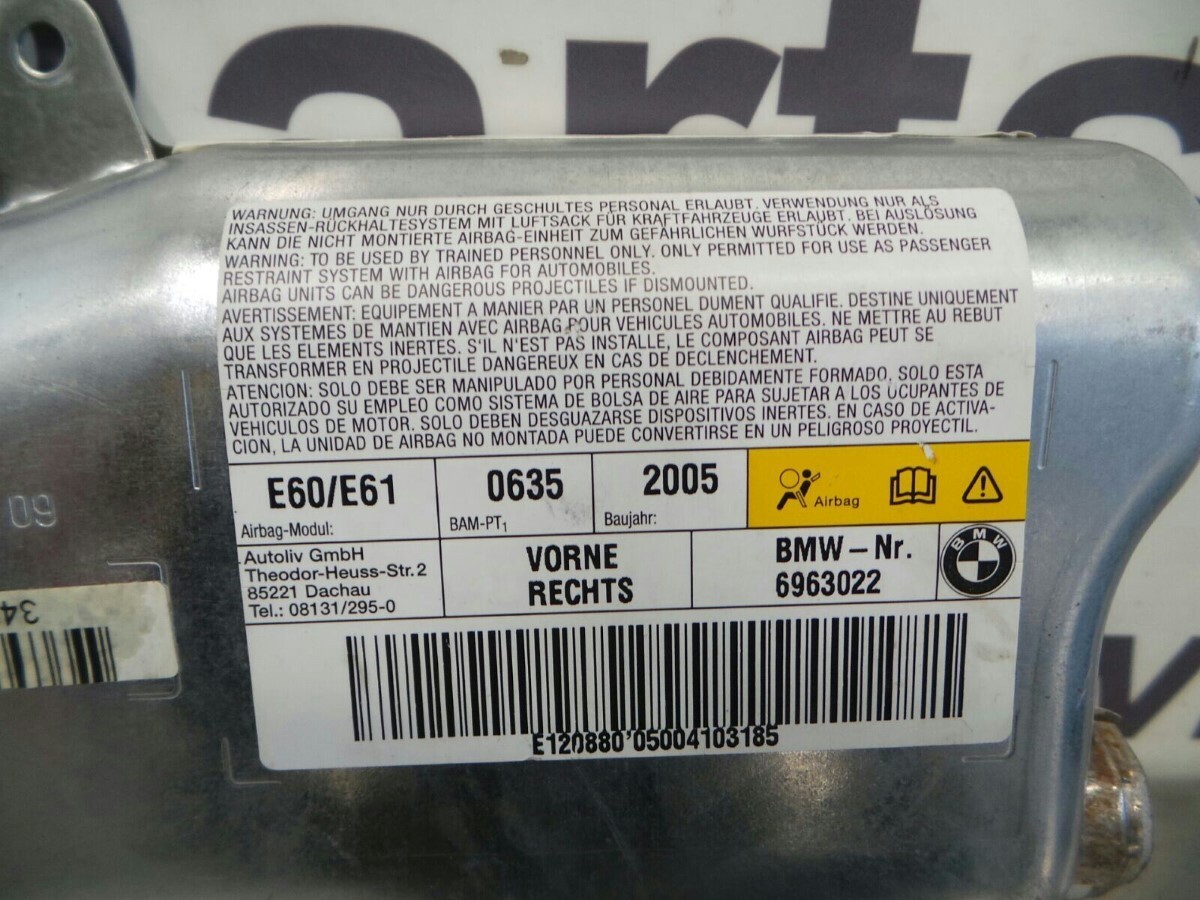 WARNUNG: UMGANG NUR DURCH GESCHULTES PERSONAL ERLAUBT. VERWENDUNG NUR ALS
INSASSEN-RÜCKHALTESYSTEM MIT LUFTSACK FÜR KRAFTFAHRZEUGE ERLAUBT. BEI AUSLÖSUNG
KANN DIE NICHT MONTIERTE AIRBAG-EINHEIT ZUM GEFÄHRLICHEN WURFSTÜCK WERDEN.
WARNING: TO BE USED BY TRAINED PERSONNEL ONLY. ONLY PERMITTED FOR USE AS PASSENGER
RESTRAINT SYSTEM WITH AIRBAG FOR AUTOMOBILES.
AIRBAG UNITS CAN BE DANGEROUS PROJECTILES IF DISMOUNTED.
AVERTISSEMENT: EQUIPEMENT A MANIER PAR UN PERSONEL DUMENT QUALIFIE. DESTINE UNIQUEMENT
AUX SYSTEMES DE MANTIEN AVEC AIRBAG POUR VEHICULES AUTOMOBILES. NE METTRE AU REBUT
QUE LES ELEMENTS INERTES. S'IL N'EST PAS INSTALLE, LE COMPOSANT AIRBAG PEUT SE
TRANSFORMER EN PROJECTILE DANGEREUX EN CAS DE DECLENCHEMENT.
ATENCION: SOLO DEBE SER MANIPULADO POR PERSONAL DEBIDAMENTE FORMADO, SOLO ESTA
AUTORIZADO SU EMPLEO COMO SISTEMA DE BOLSA DE AIRE PARA SUJETAR A LOS OCUPANTES DE
VEHICULOS DE MOTOR. SOLO DEBEN DESGUAZARSE DISPOSITIVOS INERTES. EN CASO DE ACTIVA-
CION, LA UNIDAD DE AIRBAG NO MONTADA PUEDE CONVERTIRSE EN UN PELIGROSO PROYECTIL.
E60/E61
Airbag-Modul:
0635
BAM-PT1
2005
Baujahr:
Airbag
Autoliv GmbH
Theodor-Heuss-Str. 2
85221 Dachau
Tel.: 08131/295-0
VORNE
RECHTS
BMW – Nr.
6963022
BMW
E120880'05004103185
09
34